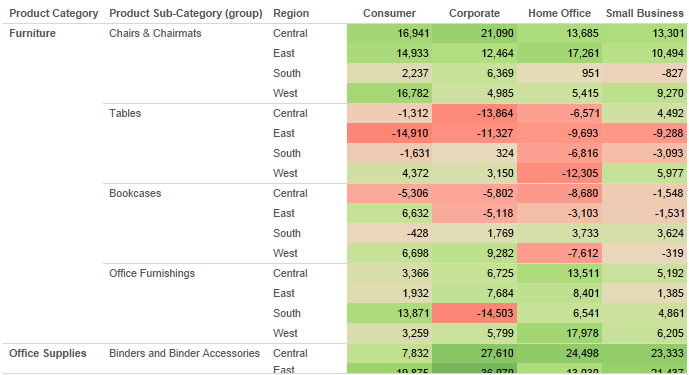 Product Category Product Sub-Category (group) Region Consumer Corporate Home Office Small Business
Furniture Chairs & Chairmats Central 16,941 21,090 13,685 13,301
East 14,933 12,464 17,261 10,494
South 2,237 6,369 951 -827
West 16,782 4,985 5,415 9,270
Tables Central -1,312 -13,864 -6,571 4,492
East -14,910 -11,327 -9,693 -9,288
South -1,631 324 -6,816 -3,093
West 4,372 3,150 -12,305 5,977
Bookcases Central -5,306 -5,802 -8,680 -1,548
East 6,632 -5,118 -3,103 -1,531
South -428 1,769 3,733 3,624
West 6,698 9,282 -7,612 -319
Office Furnishings Central 3,366 6,725 13,511 5,192
East 1,932 7,684 8,401 1,385
South 13,871 -14,503 6,541 4,861
West 3,259 5,799 17,978 6,205
Office Supplies Binders and Binder Accessories Central 7,832 27,610 24,498 23,333
East